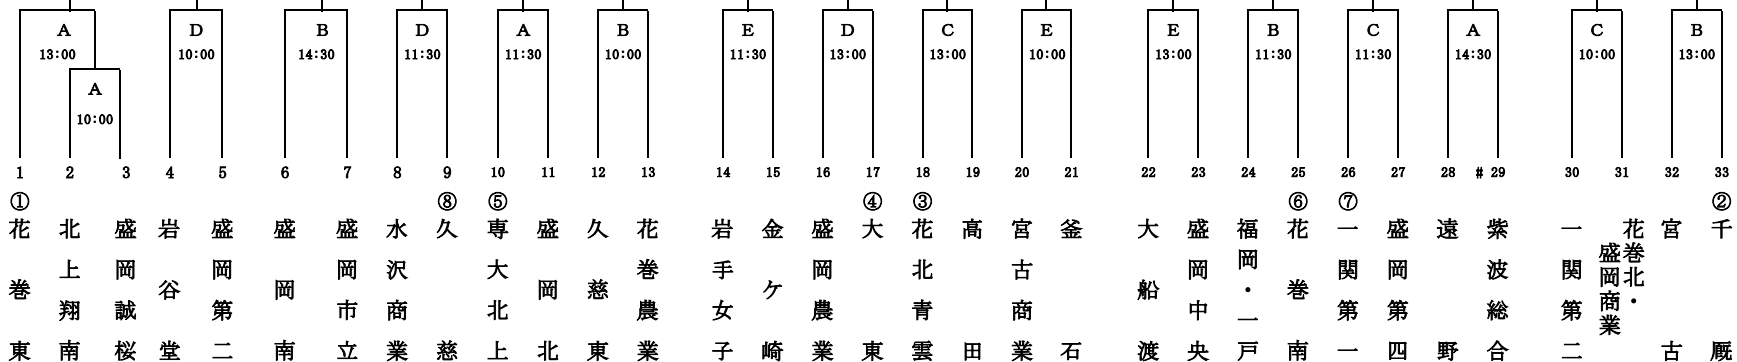 A D B D A B E D C E E B C A C B
13:00 10:00 14:30 11:30 11:30 10:00 11:30 13:00 13:00 10:00 13:00 11:30 11:30 14:30 10:00 13:00
A
10:00
1 2 3 4 5 6 7 8 9 10 11 12 13 14 15 16 17 18 19 20 21 22 23 24 25 26 27 28 # 29 30 31 32 33
① ⑧ ⑤ ④ ③ ⑥ ⑦ ②
花巻東
北上翔南
盛岡誠桜
岩谷堂
盛岡第二
盛岡南
盛岡市立
水沢商業
久慈
専大北上
盛岡北
久慈東
花巻農業
岩手女子
金ケ崎
盛岡農業
大東
花北青雲
高田
宮古商業
釜石
大船渡
盛岡中央
福岡・一戸
花巻南
一関第一
盛岡第四
遠野
紫波総合
一関第二
花巻北・
盛岡商業
宮古
千厩